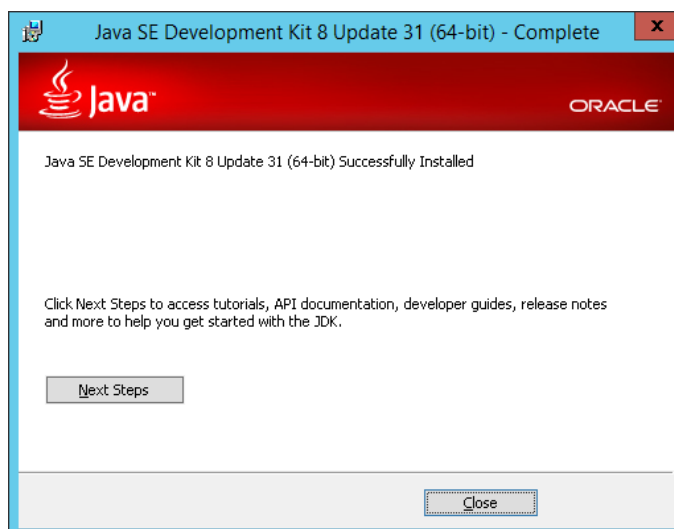 Java SE Development Kit 8 Update 31 (64-bit) - Complete
x
Java™
ORACLE®
Java SE Development Kit 8 Update 31 (64-bit) Successfully Installed
Click Next Steps to access tutorials, API documentation, developer guides, release notes
and more to help you get started with the JDK.
Next Steps
Close